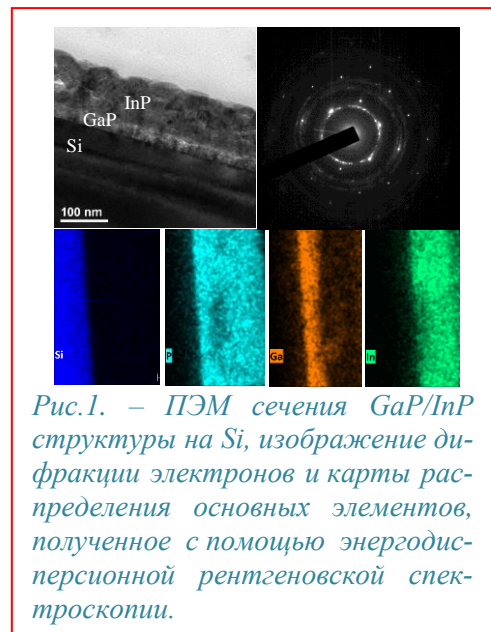 InP
GaP
Si
100 nm
Si
P
Ga
In
Рис.1. – ПЭМ сечения GaP/InP
структуры на Si, изображение ди-
фракции электронов и карты рас-
пределения основных элементов,
полученное с помощью энергодис-
персионной рентгеновской спек-
троскопии.